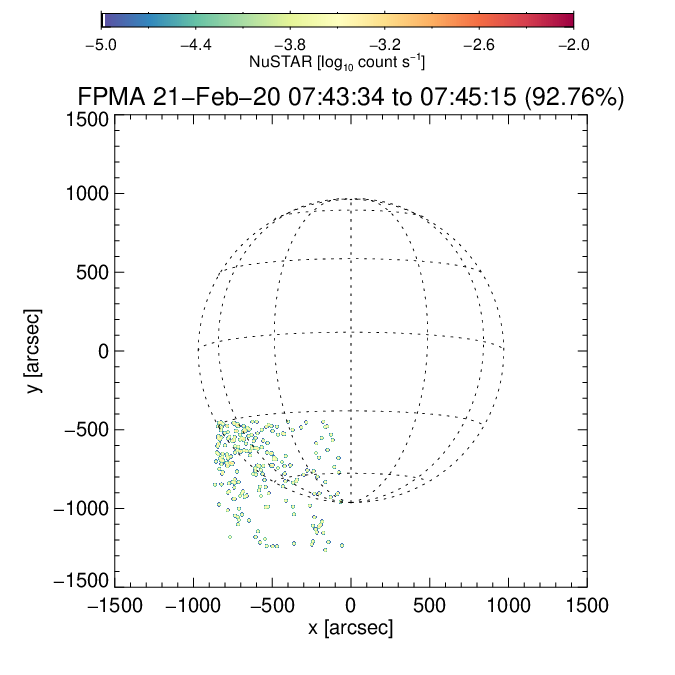 −5.0 −4.4 −3.8 −3.2 −2.6 −2.0
NuSTAR [log₁₀ count s⁻¹]
FPMA 21−Feb−20 07:43:34 to 07:45:15 (92.76%)
1500
1000
500
0
−500
−1000
−1500
y [arcsec]
−1500 −1000 −500 0 500 1000 1500
x [arcsec]